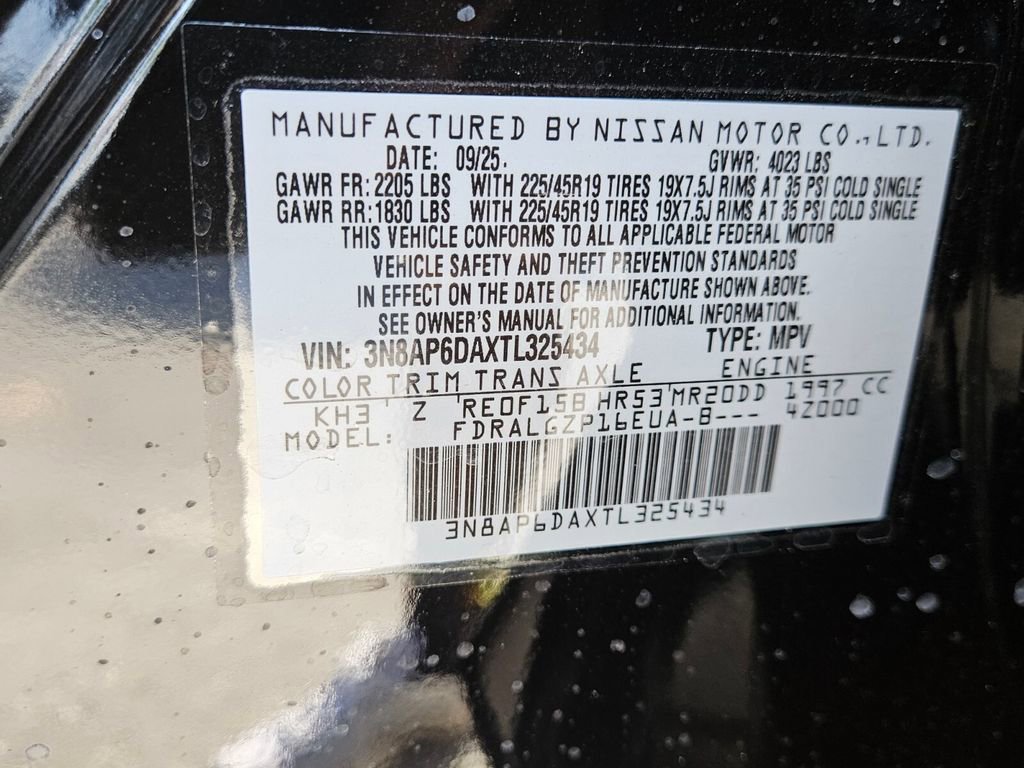 MANUFACTURED BY NISSAN MOTOR CO., LTD.
DATE: 09/25. GVWR: 4023 LBS
GAWR FR: 2205 LBS WITH 225/45R19 TIRES 19X7.5J RIMS AT 35 PSI COLD SINGLE
GAWR RR: 1830 LBS WITH 225/45R19 TIRES 19X7.5J RIMS AT 35 PSI COLD SINGLE
THIS VEHICLE CONFORMS TO ALL APPLICABLE FEDERAL MOTOR
VEHICLE SAFETY AND THEFT PREVENTION STANDARDS
IN EFFECT ON THE DATE OF MANUFACTURE SHOWN ABOVE.
SEE OWNER'S MANUAL FOR ADDITIONAL INFORMATION.
VIN: 3N8AP6DAXTL325434 TYPE: MPV
COLOR TRIM TRANS AXLE ENGINE
KH3 Z RE0F15B HR53 MR20DD 1997 CC
MODEL: FDRALGZP16EUA-B--- 4Z000
3N8AP6DAXTL325434